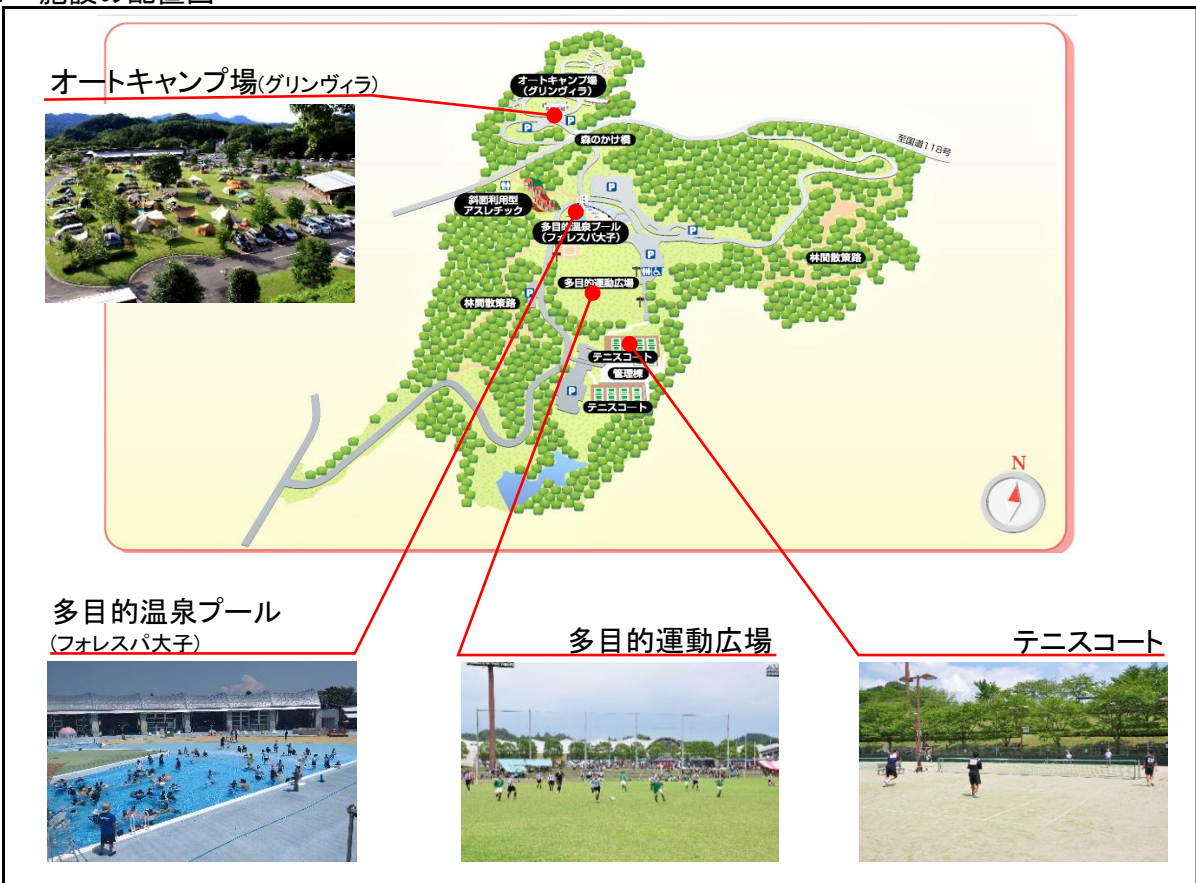 オートキャンプ場(グリンヴィラ)
オートキャンプ場
(グリンヴィラ)
P
P
森のかけ橋
至国道118号
P
斜面利用型
アスレチック
多目的温泉プール
(フォレスパ大子)
P
P
林間散策路
多目的運動広場
P
林間散策路
テニスコート
管理棟
P
テニスコート
N
多目的温泉プール
(フォレスパ大子)
多目的運動広場
テニスコート